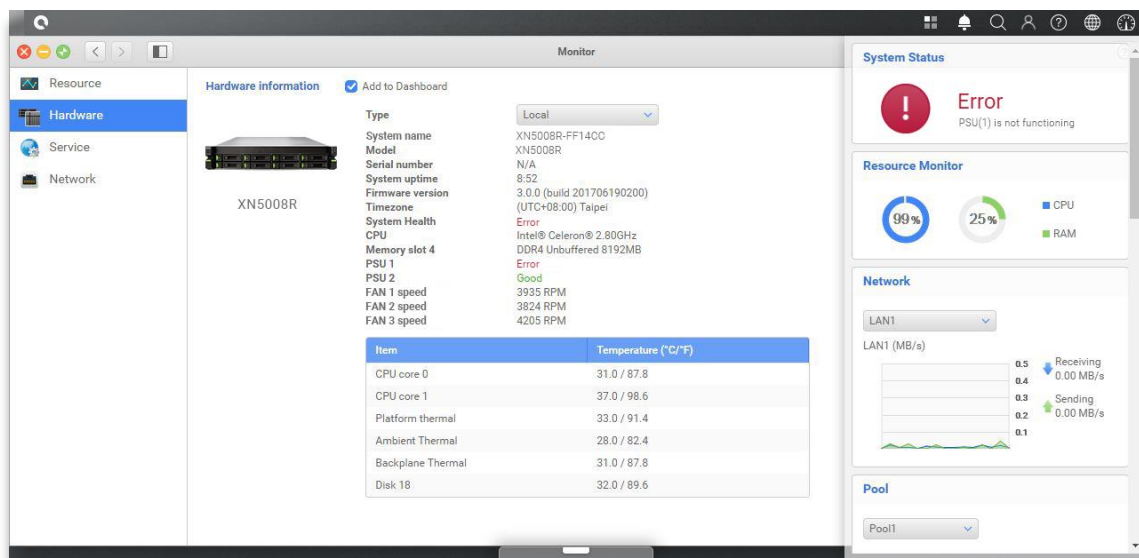 Monitor
Resource
Hardware
Service
Network
Hardware information
Add to Dashboard
XN5008R
Type Local
System name XN5008R-FF14CC
Model XN5008R
Serial number N/A
System uptime 8:52
Firmware version 3.0.0 (build 201706190200)
Timezone (UTC+08:00) Taipei
System Health Error
CPU Intel® Celeron® 2.80GHz
Memory slot 4 DDR4 Unbuffered 8192MB
PSU 1 Error
PSU 2 Good
FAN 1 speed 3935 RPM
FAN 2 speed 3824 RPM
FAN 3 speed 4205 RPM
Item Temperature (°C/°F)
CPU core 0 31.0 / 87.8
CPU core 1 37.0 / 98.6
Platform thermal 33.0 / 91.4
Ambient Thermal 28.0 / 82.4
Backplane Thermal 31.0 / 87.8
Disk 18 32.0 / 89.6
System Status
Error
PSU(1) is not functioning
Resource Monitor
99%
25%
CPU
RAM
Network
LAN1
LAN1 (MB/s)
0.5
0.4
0.3
0.2
0.1
Receiving
0.00 MB/s
Sending
0.00 MB/s
Pool
Pool1